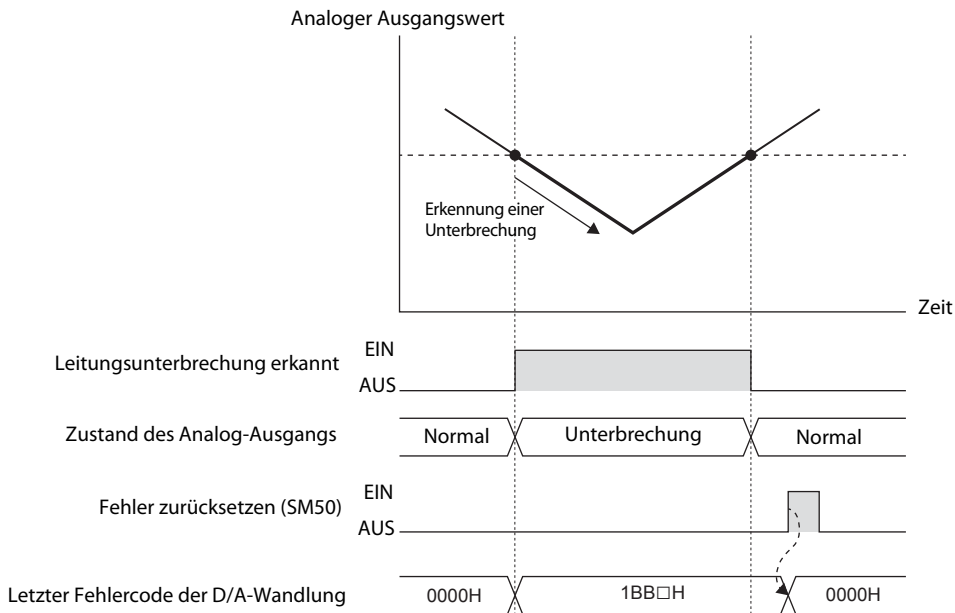 Analoger Ausgangswert
Erkennung einer
Unterbrechung
Zeit
Leitungsunterbrechung erkannt
EIN
AUS
Zustand des Analog-Ausgangs
Normal
Unterbrechung
Normal
Fehler zurücksetzen (SM50)
EIN
AUS
Letzter Fehlercode der D/A-Wandlung
0000H
1BB□H
0000H